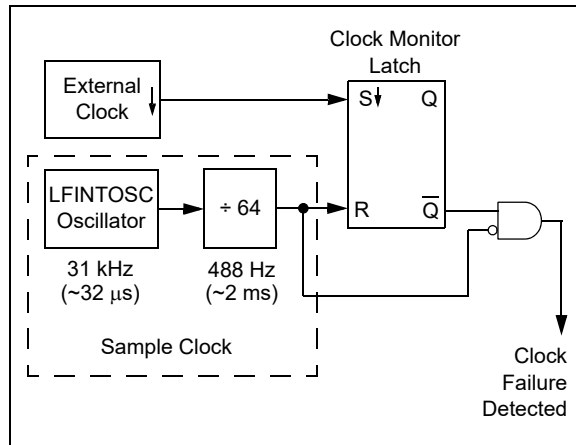 Clock Monitor
Latch
External
Clock
S
Q
LFINTOSC
Oscillator
÷ 64
R
Q̅
31 kHz
(~32 μs)
488 Hz
(~2 ms)
Sample Clock
Clock
Failure
Detected